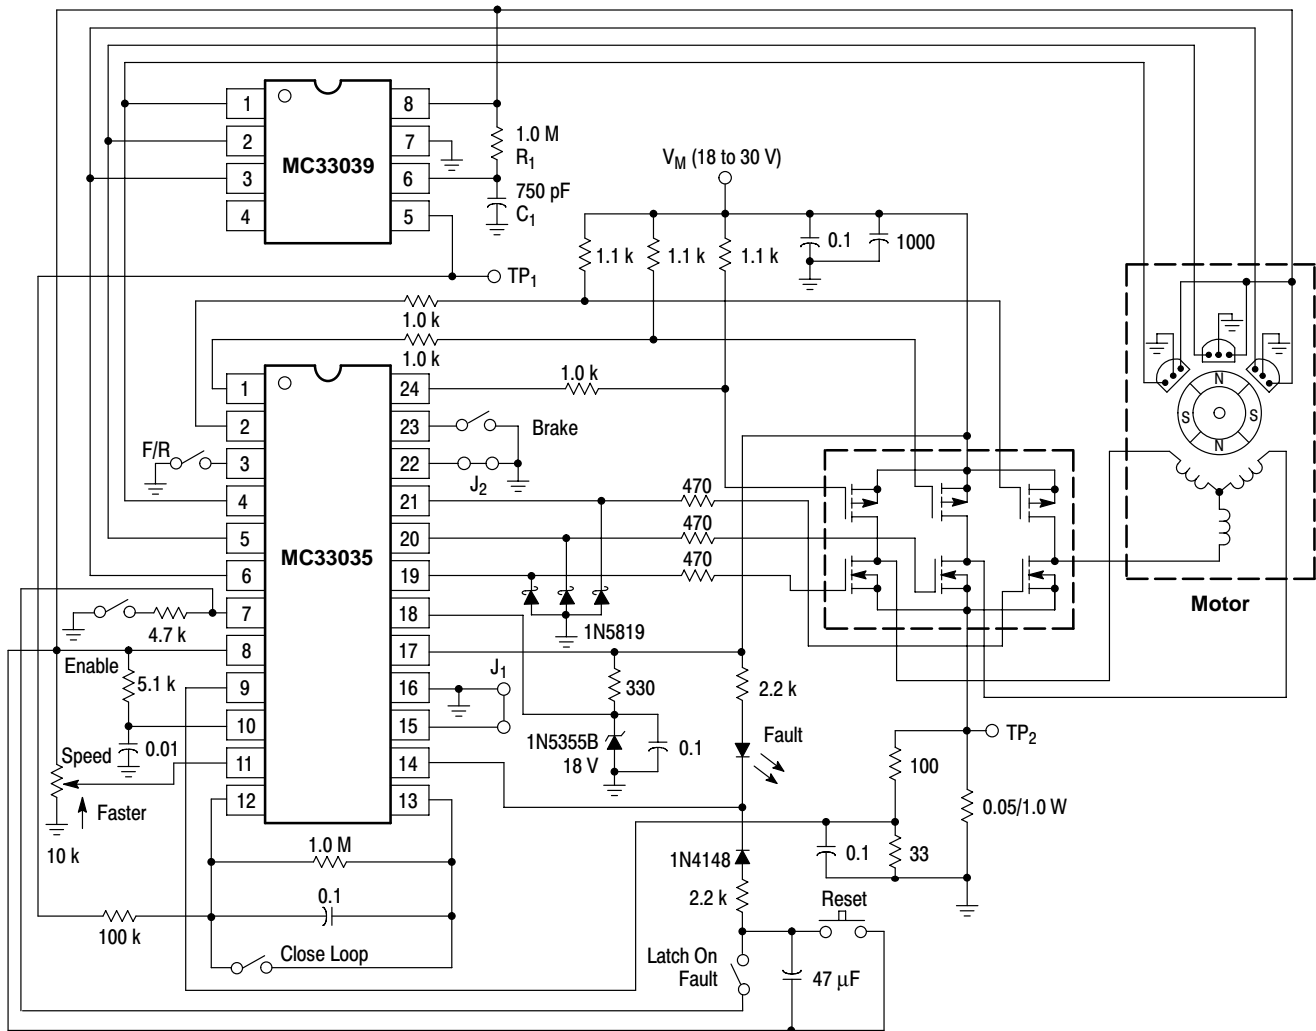 1
2
3
4
MC33039
8
7
6
5
1.0 M
R1
750 pF
C1
TP1
VM (18 to 30 V)
1.1 k
1.1 k
1.1 k
0.1
1000
1.0 k
1.0 k
1.0 k
N
S
S
N
Motor
1
2
3
4
5
6
7
8
9
10
11
12
MC33035
24
23
22
21
20
19
18
17
16
15
14
13
F/R
Brake
J2
470
470
470
1N5819
4.7 k
Enable
5.1 k
0.01
Speed
Faster
10 k
J1
330
1N5355B
18 V
0.1
2.2 k
Fault
TP2
100
0.05/1.0 W
0.1
33
1.0 M
0.1
100 k
Close Loop
1N4148
2.2 k
Reset
Latch On
Fault
47 μF